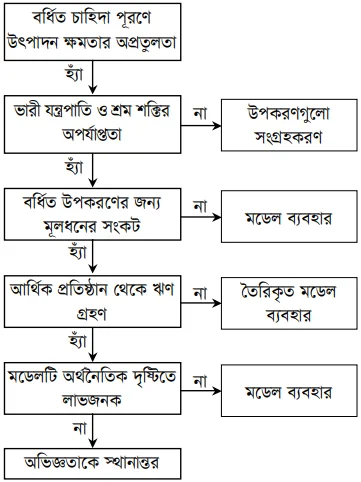 বর্ধিত চাহিদা পূরণে
উৎপাদন ক্ষমতার অপ্রতুলতা
হ্যাঁ
ভারী যন্ত্রপাতি ও শ্রম শক্তির
অপর্যাপ্ততা
না
উপকরণগুলো
সংগ্রহকরণ
হ্যাঁ
বর্ধিত উপকরণের জন্য
মূলধনের সংকট
না
মডেল ব্যবহার
হ্যাঁ
আর্থিক প্রতিষ্ঠান থেকে ঋণ
গ্রহণ
না
তৈরিকৃত মডেল
ব্যবহার
হ্যাঁ
মডেলটি অর্থনৈতিক দৃষ্টিতে
লাভজনক
না
মডেল ব্যবহার
না
অভিজ্ঞতাকে স্থানান্তর